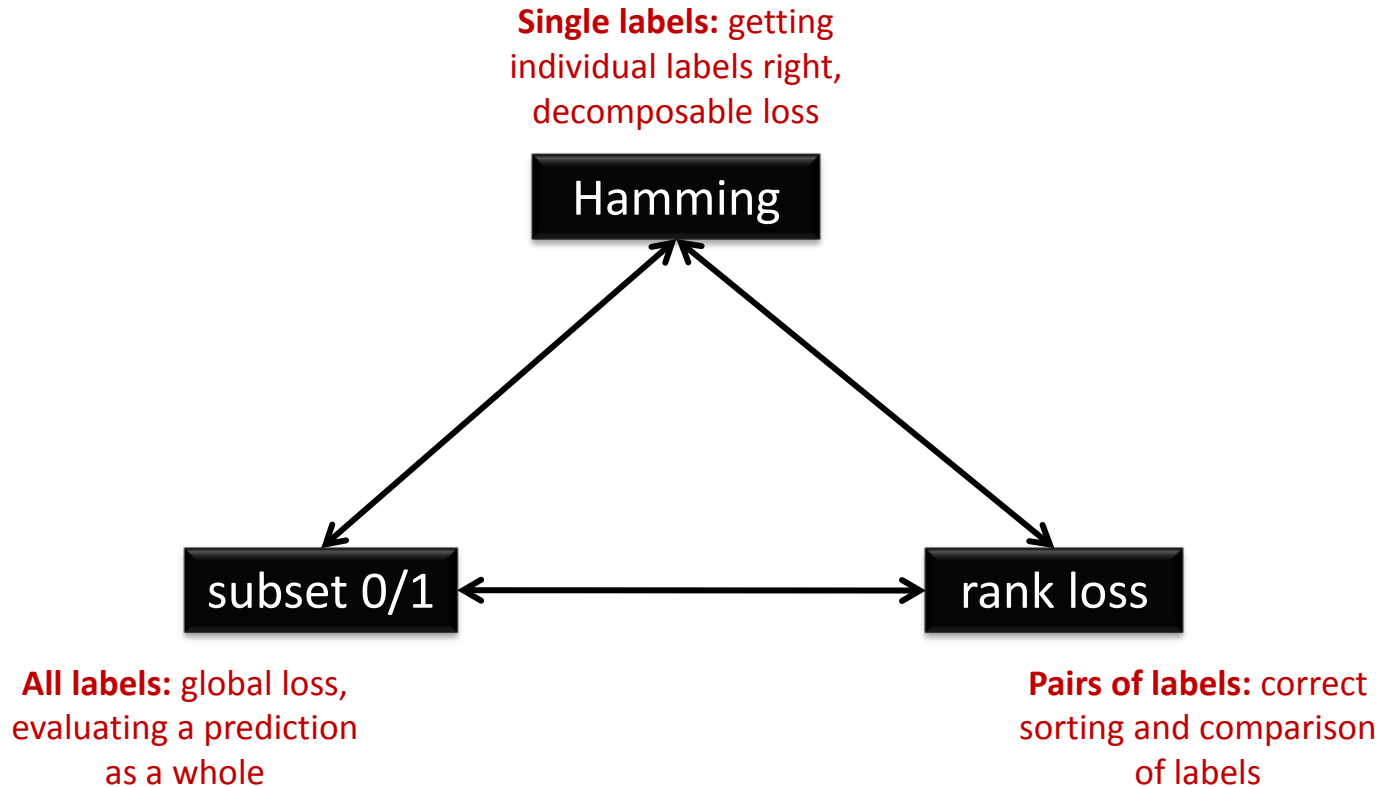 Single labels: getting
individual labels right,
decomposable loss
Hamming
subset 0/1
rank loss
All labels: global loss,
evaluating a prediction
as a whole
Pairs of labels: correct
sorting and comparison
of labels